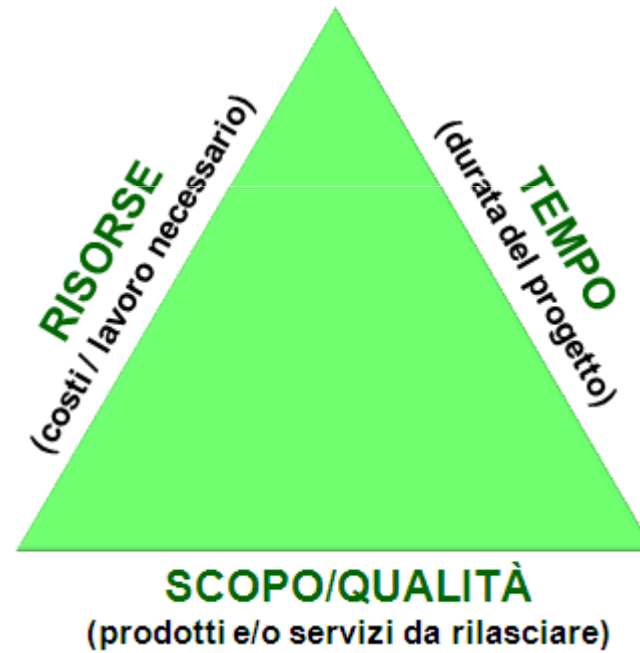 RISORSE
(costi / lavoro necessario)
TEMPO
(durata del progetto)
SCOPO/QUALITÀ
(prodotti e/o servizi da rilasciare)